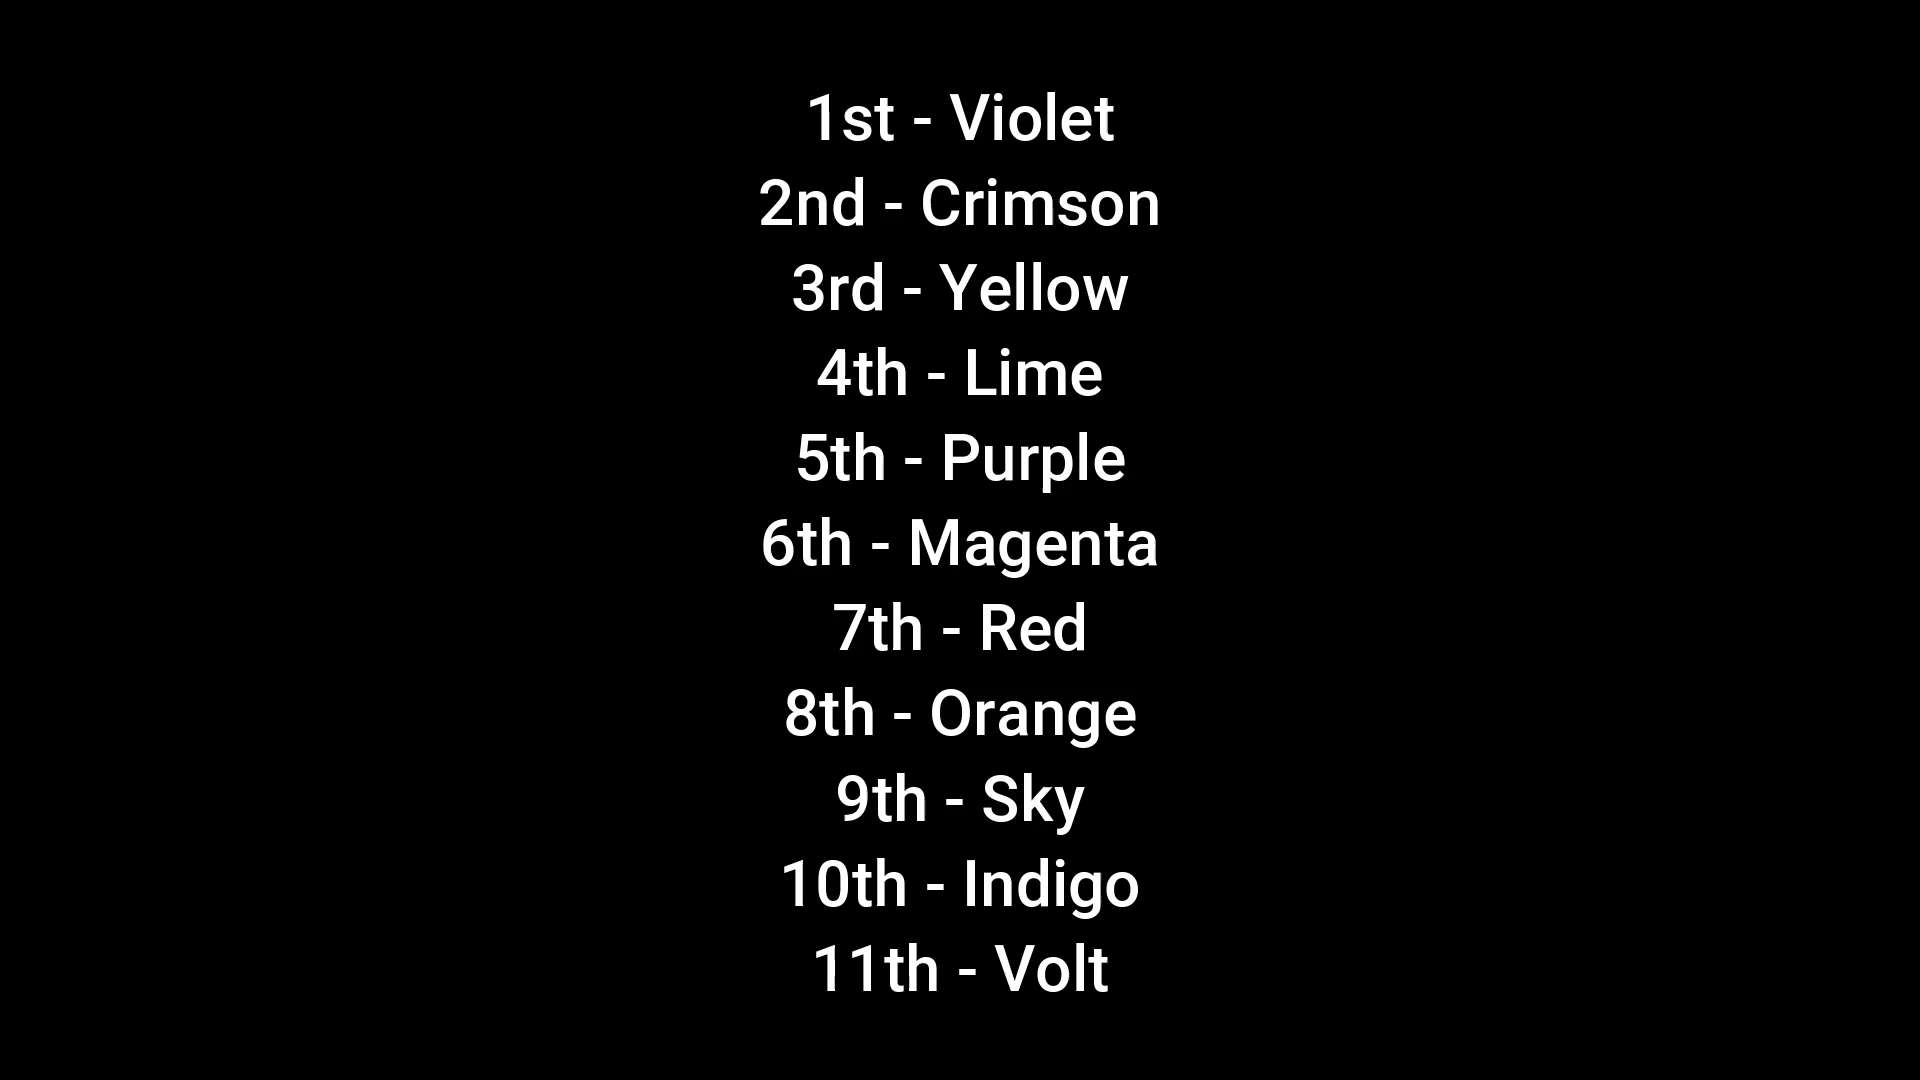 1st - Violet
2nd - Crimson
3rd - Yellow
4th - Lime
5th - Purple
6th - Magenta
7th - Red
8th - Orange
9th - Sky
10th - Indigo
11th - Volt